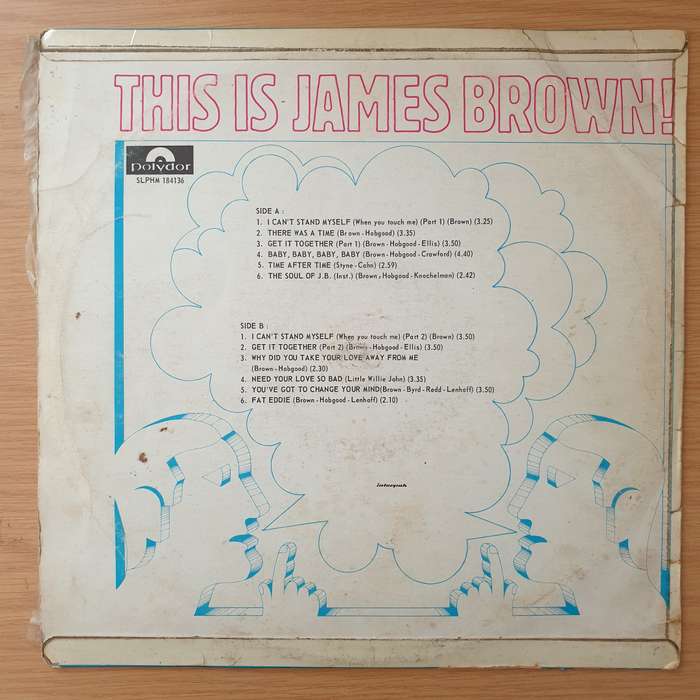 THIS IS JAMES BROWN!
polydor
SLPHM 184136
SIDE A :
1. I CAN'T STAND MYSELF (When you touch me) (Part 1) (Brown) (3.25)
2. THERE WAS A TIME (Brown - Hobgood) (3.35)
3. GET IT TOGETHER (Part 1) (Brown - Hobgood - Ellis) (3.50)
4. BABY, BABY, BABY, BABY (Brown - Hobgood - Crawford) (4.40)
5. TIME AFTER TIME (Styne - Cahn) (2.59)
6. THE SOUL OF J.B. (Inst.) (Brown, Hobgood - Knochelman) (2.42)
SIDE B :
1. I CAN'T STAND MYSELF (When you touch me) (Part 2) (Brown) (3.50)
2. GET IT TOGETHER (Part 2) (Brown - Hobgood - Ellis) (3.50)
3. WHY DID YOU TAKE YOUR LOVE AWAY FROM ME
(Brown - Hobgood) (2.30)
4. NEED YOUR LOVE SO BAD (Little Willie John) (3.35)
5. YOU'VE GOT TO CHANGE YOUR MIND(Brown - Byrd - Redd - Lenhoff) (3.50)
6. FAT EDDIE (Brown - Hobgood - Lenhoff) (2.10)